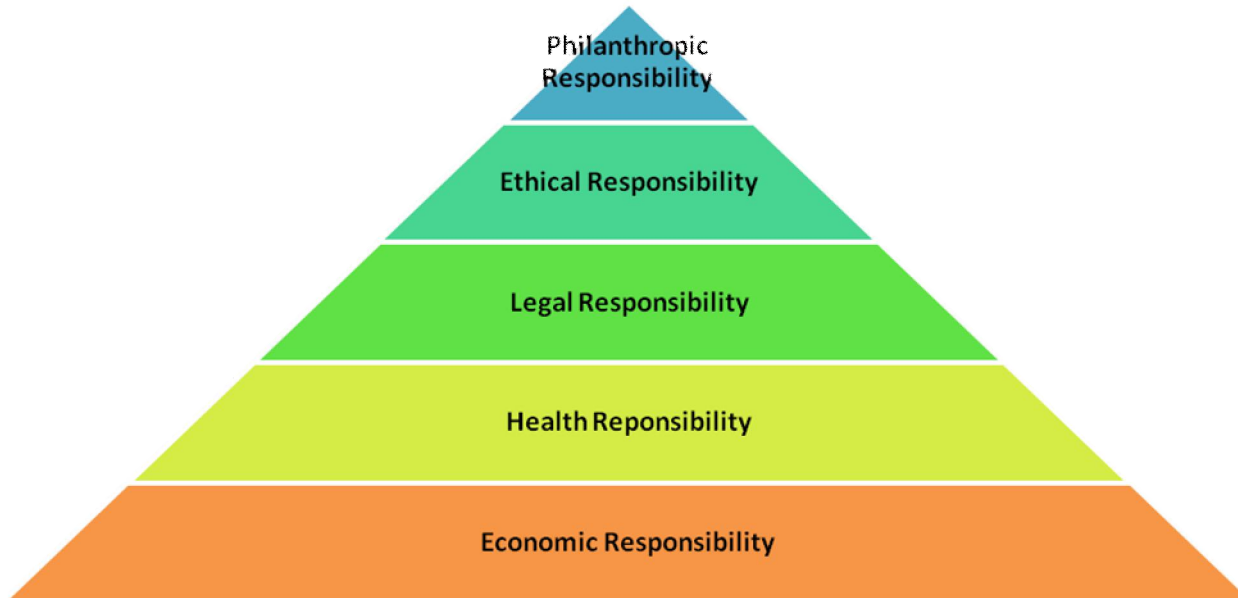 Philanthropic
Responsibility
Ethical Responsibility
Legal Responsibility
Health Reponsibility
Economic Responsibility